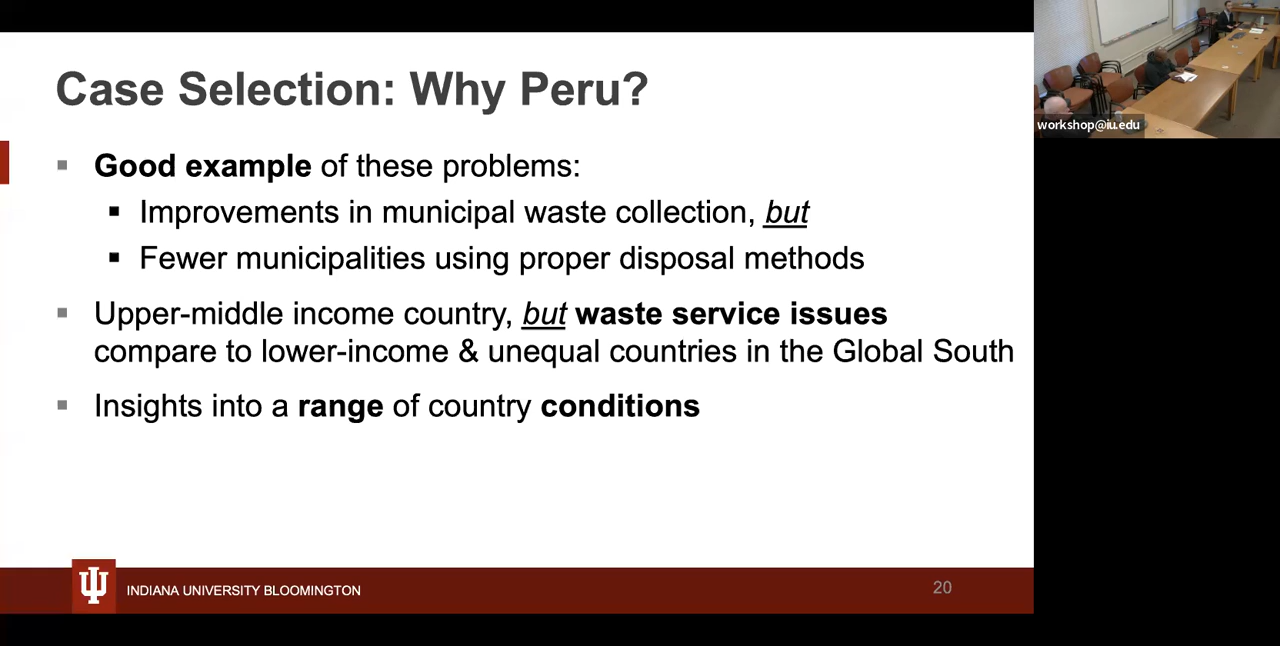 Case Selection: Why Peru?
Good example of these problems:
Improvements in municipal waste collection, but
Fewer municipalities using proper disposal methods
Upper-middle income country, but waste service issues
compare to lower-income & unequal countries in the Global South
Insights into a range of country conditions
INDIANA UNIVERSITY BLOOMINGTON
20
workshop@iu.edu